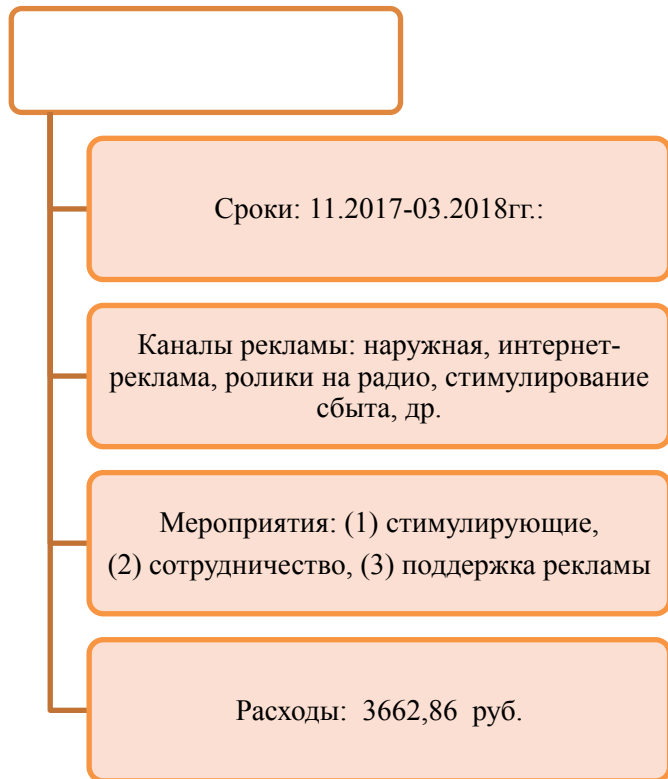 Сроки: 11.2017-03.2018гг.:
Каналы рекламы: наружная, интернет-
реклама, ролики на радио, стимулирование
сбыта, др.
Мероприятия: (1) стимулирующие,
(2) сотрудничество, (3) поддержка рекламы
Расходы:  3662,86  руб.